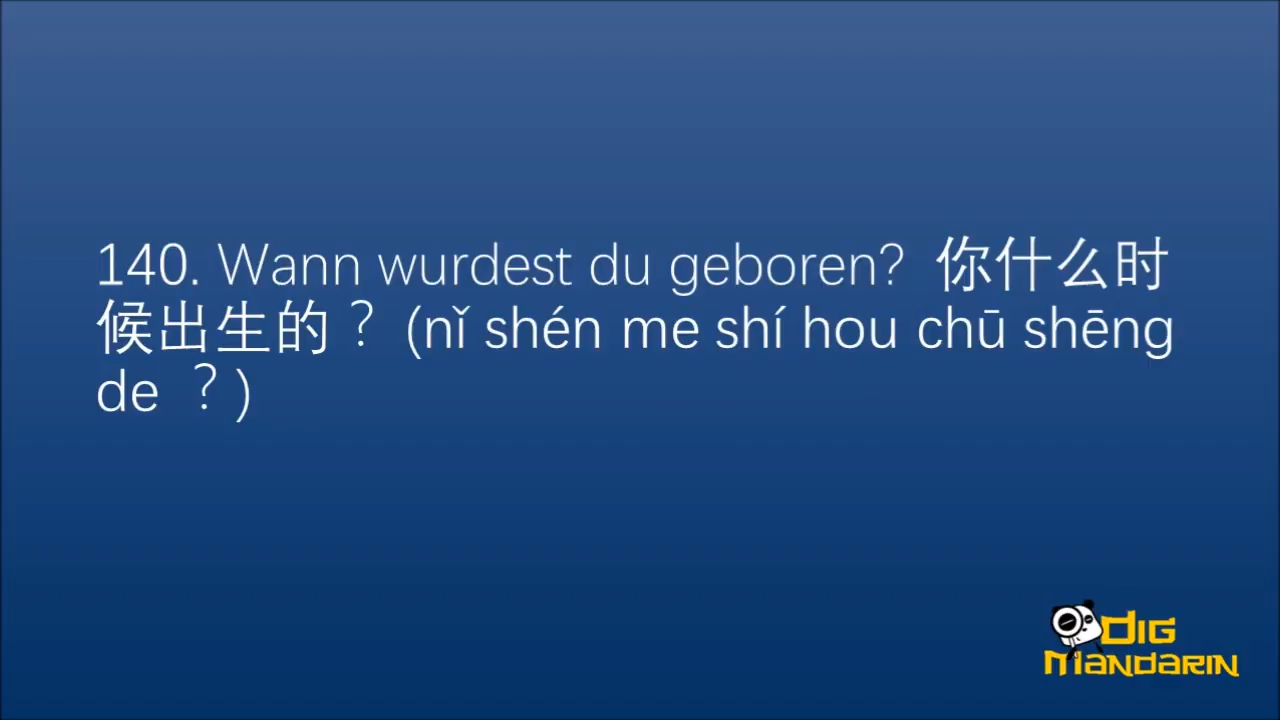 140. Wann wurdest du geboren? 你什么时
候出生的？ (nǐ shén me shí hou chū shēng
de ？)
DIG
MANDARIN